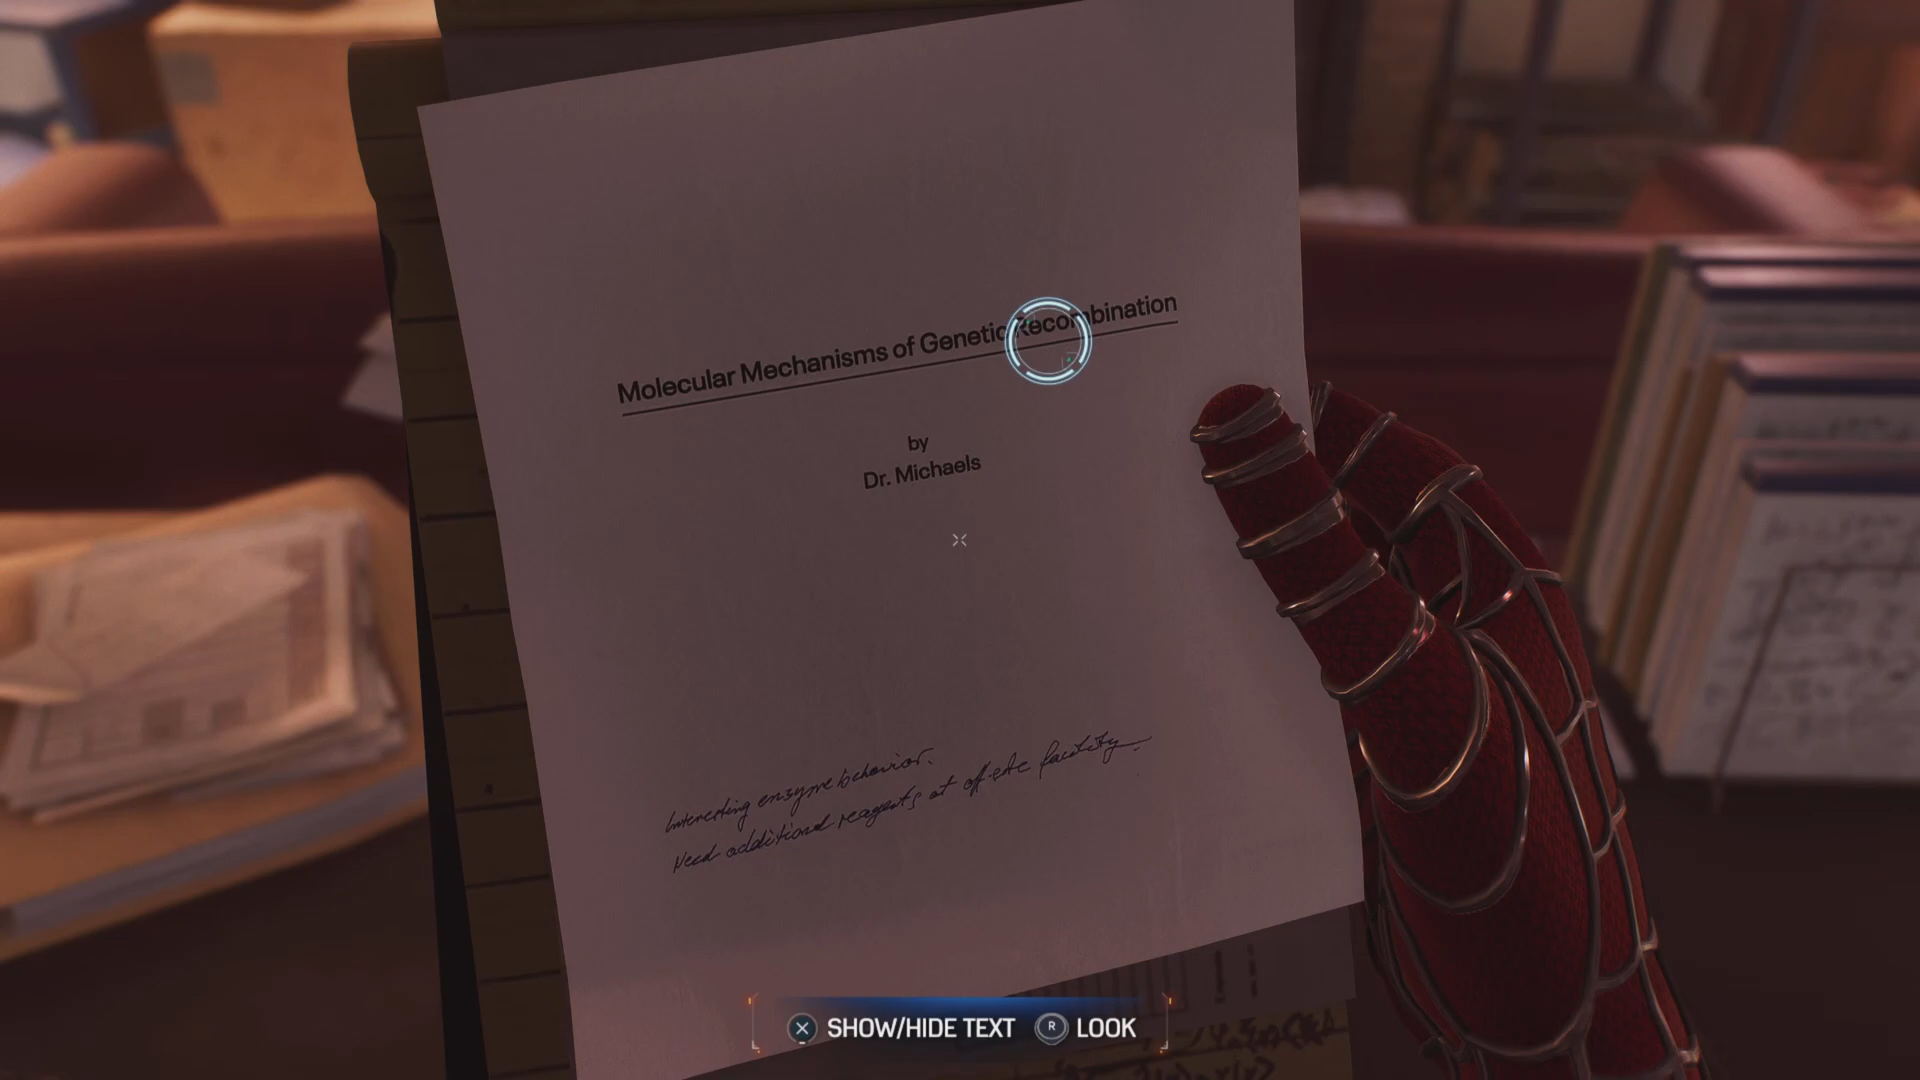 Molecular Mechanisms of Genetic Recombination
by
Dr. Michaels
Interesting enzyme behavior.
Need additional reagents at off-site facility.
SHOW/HIDE TEXT R LOOK